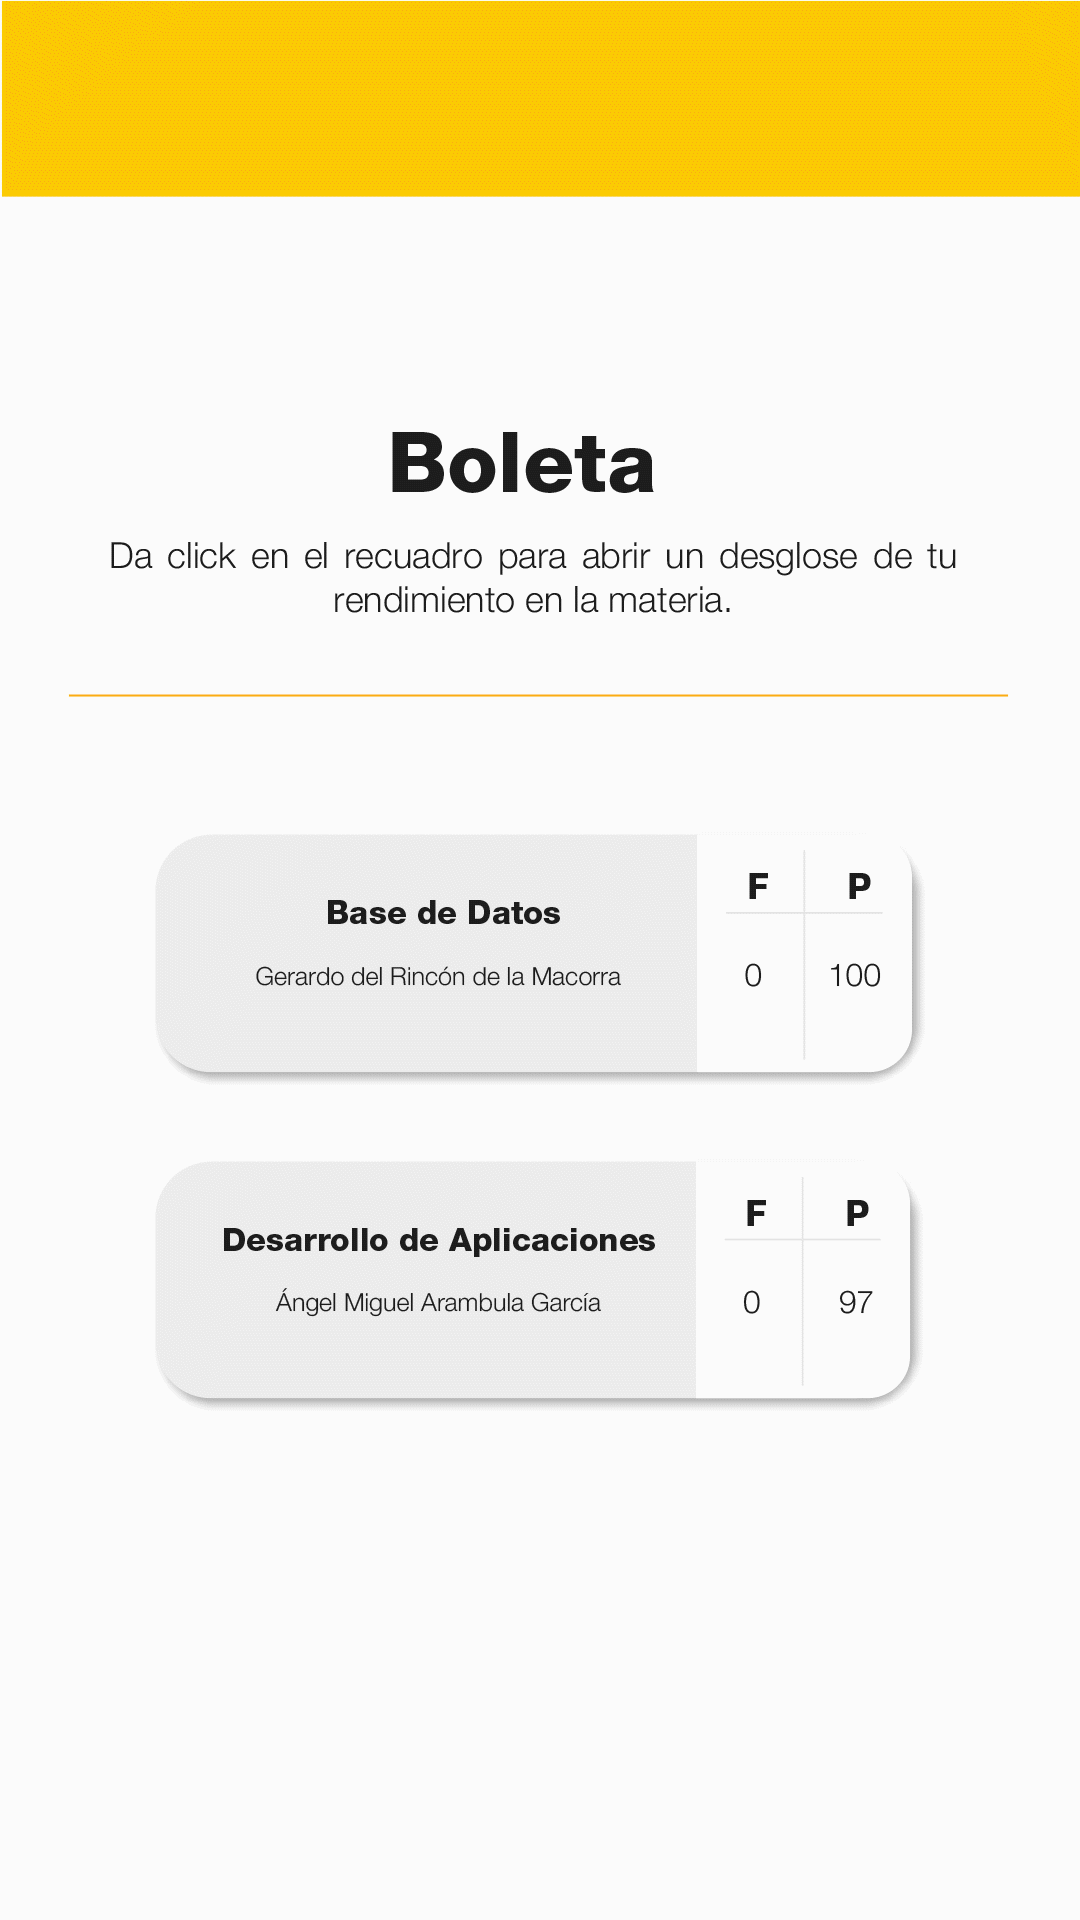 Boleta
Da click en el recuadro para abrir un desglose de tu
rendimiento en la materia.
Base de Datos
Gerardo del Rincón de la Macorra
F P
0 100
Desarrollo de Aplicaciones
Ángel Miguel Arambula García
F P
0 97